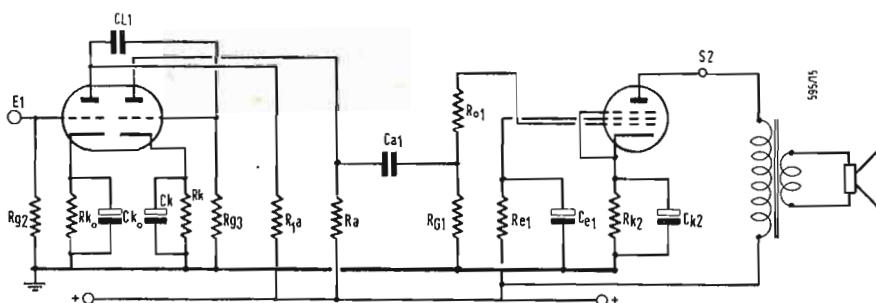 CL1
E1
S2
595/15
Ro1
Ca1
Rg2
Rko
Cko
Ck
Rk
Rg3
R1a
Ra
RG1
Re1
Ce1
Rk2
Ck2
+
+